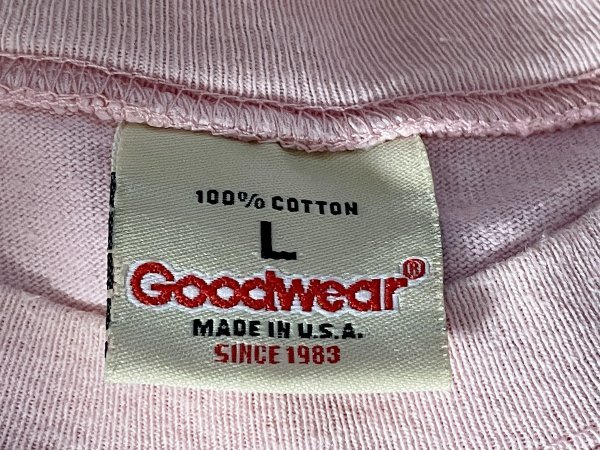 100% COTTON
L
Goodwear®
MADE IN U.S.A.
SINCE 1983